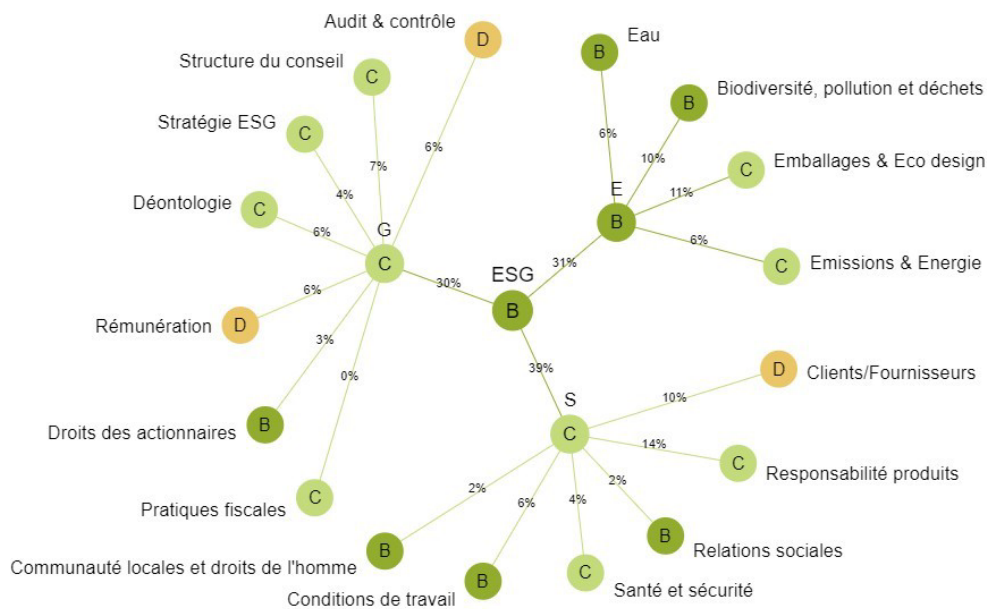 Audit & contrôle
D
Structure du conseil
C
Stratégie ESG
C
Déontologie
C
Rémunération
D
Droits des actionnaires
B
Pratiques fiscales
C
6%
7%
4%
6%
6%
3%
0%
G
C
30%
ESG
B
31%
E
B
6%
10%
11%
6%
B
Eau
B
Biodiversité, pollution et déchets
C
Emballages & Eco design
C
Emissions & Energie
39%
S
C
10%
14%
2%
4%
6%
2%
D
Clients/Fournisseurs
C
Responsabilité produits
B
Relations sociales
C
Santé et sécurité
B
Conditions de travail
B
Communauté locales et droits de l'homme